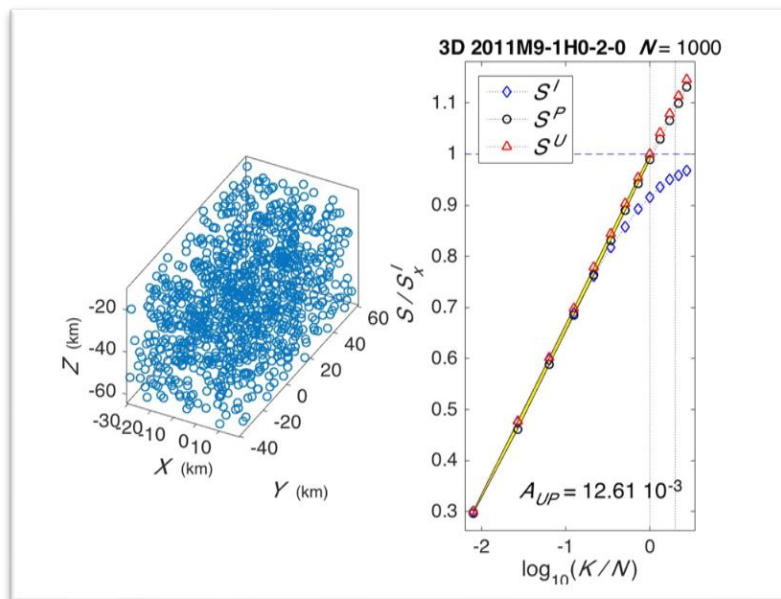 3D 2011M9-1H0-2-0 N = 1000
S^I
S^P
S^U
1.1
1
0.9
0.8
0.7
0.6
0.5
0.4
0.3
S / S_x^I
A_UP = 12.61 10^-3
-2
-1
0
log₁₀(K/N)
-20
-40
-60
Z (km)
-30
-20
-10
0
10
X (km)
-40
-20
0
20
40
60
Y (km)